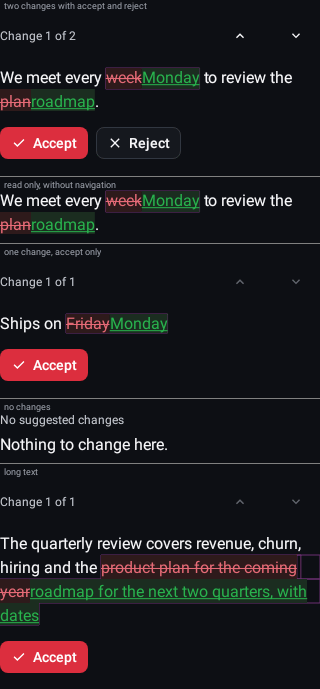 two changes with accept and reject
Change 1 of 2
We meet every weekMonday to review the
planroadmap.
Accept Reject
read only, without navigation
We meet every weekMonday to review the
planroadmap.
one change, accept only
Change 1 of 1
Ships on FridayMonday
Accept
no changes
No suggested changes
Nothing to change here.
long text
Change 1 of 1
The quarterly review covers revenue, churn,
hiring and the product plan for the coming
yearroadmap for the next two quarters, with
dates
Accept